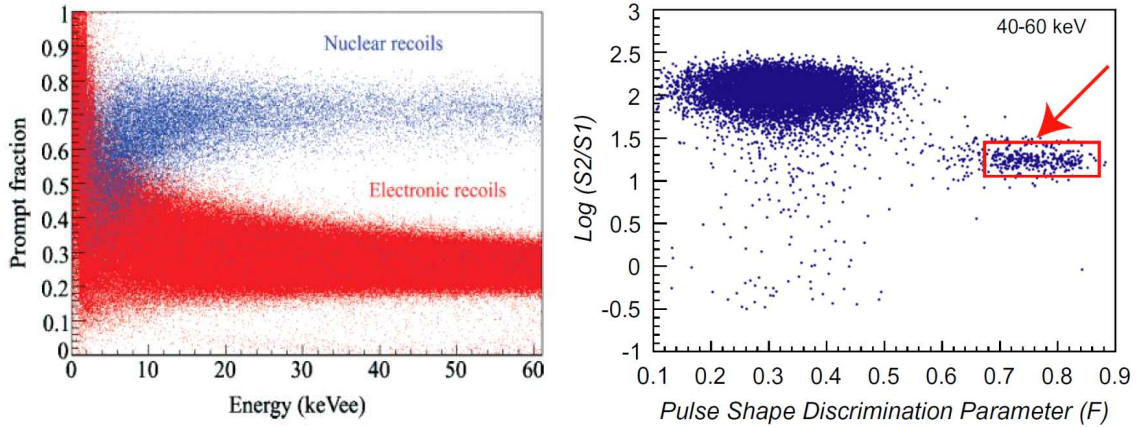 1
0.9
0.8
0.7
0.6
0.5
0.4
0.3
0.2
0.1
0
Prompt fraction
Nuclear recoils
Electronic recoils
0 10 20 30 40 50 60
Energy (keVee)
40-60 keV
3
2.5
2
1.5
1
0.5
0
-0.5
-1
Log (S2/S1)
0.1 0.2 0.3 0.4 0.5 0.6 0.7 0.8 0.9
Pulse Shape Discrimination Parameter (F)